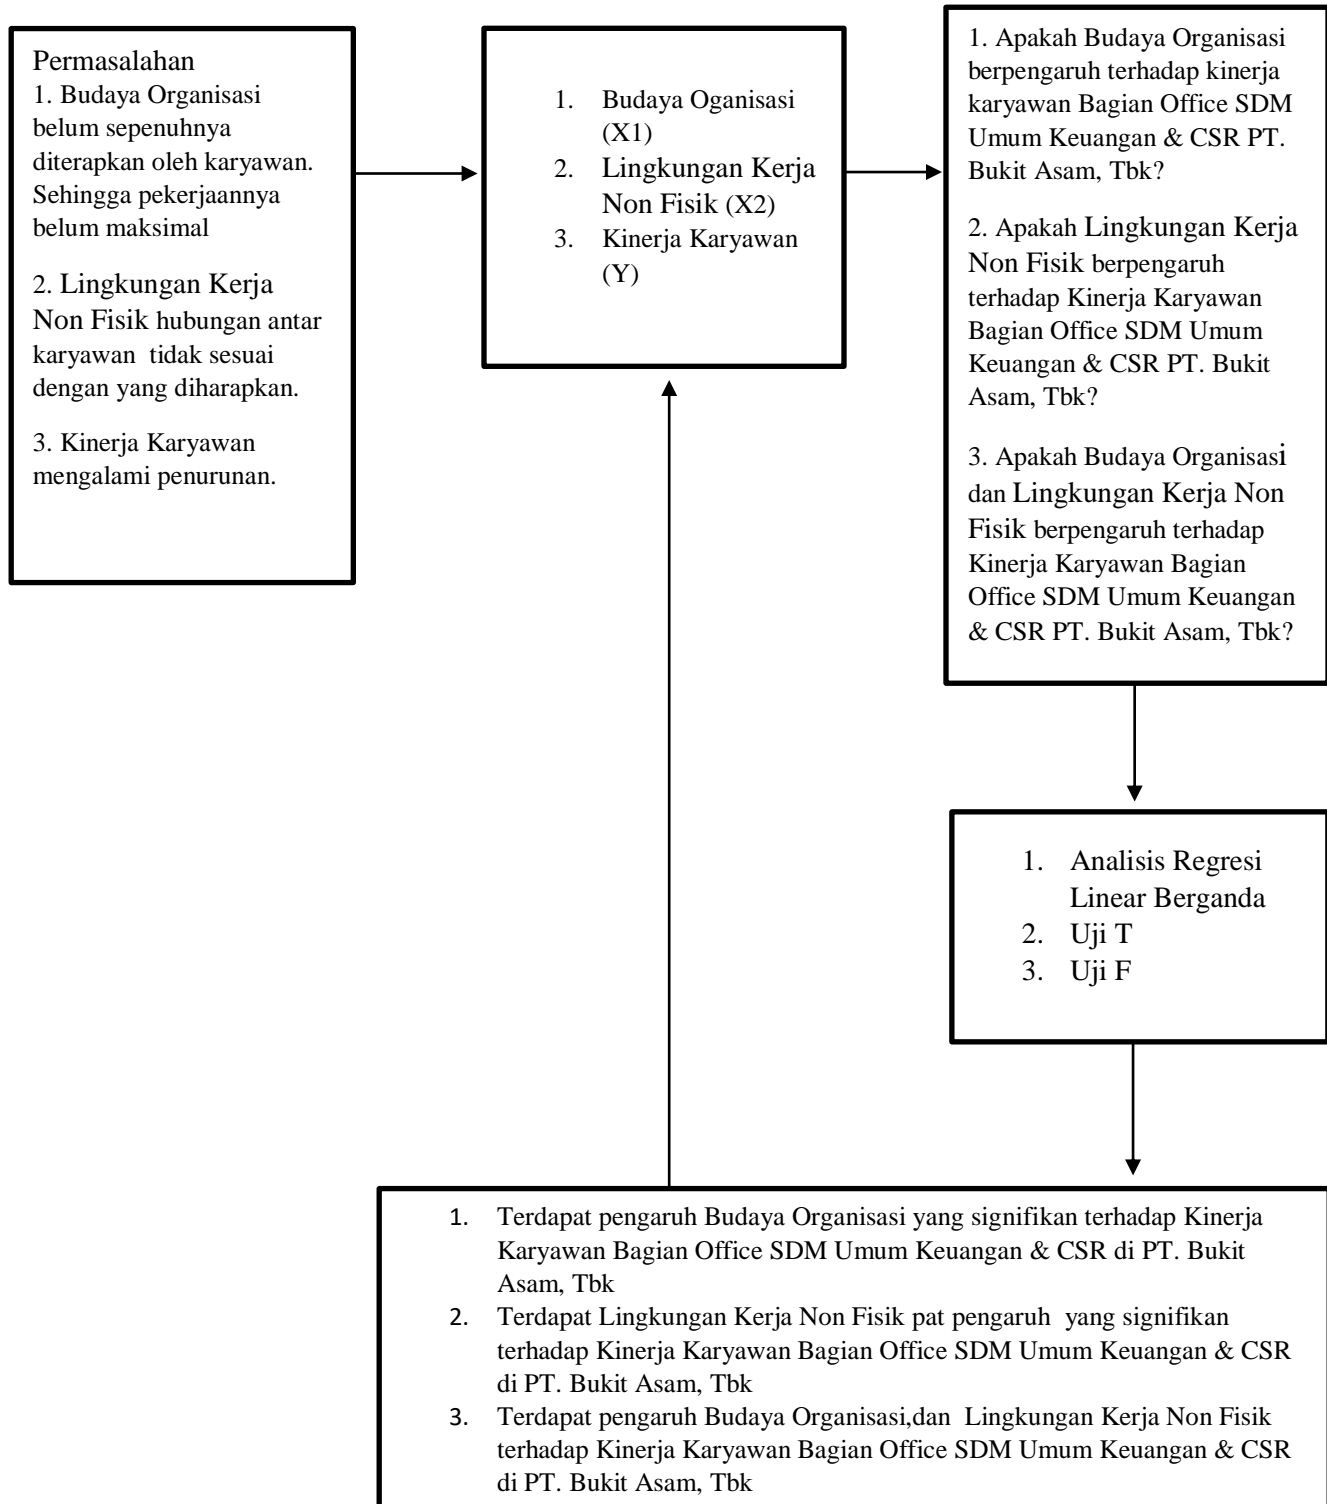 Permasalahan
1. Budaya Organisasi
belum sepenuhnya
diterapkan oleh karyawan.
Sehingga pekerjaannya
belum maksimal
2. Lingkungan Kerja
Non Fisik hubungan antar
karyawan  tidak sesuai
dengan yang diharapkan.
3. Kinerja Karyawan
mengalami penurunan.
1. Budaya Oganisasi
(X1)
2. Lingkungan Kerja
Non Fisik (X2)
3. Kinerja Karyawan
(Y)
1. Apakah Budaya Organisasi
berpengaruh terhadap kinerja
karyawan Bagian Office SDM
Umum Keuangan & CSR PT.
Bukit Asam, Tbk?
2. Apakah Lingkungan Kerja
Non Fisik berpengaruh
terhadap Kinerja Karyawan
Bagian Office SDM Umum
Keuangan & CSR PT. Bukit
Asam, Tbk?
3. Apakah Budaya Organisasi
dan Lingkungan Kerja Non
Fisik berpengaruh terhadap
Kinerja Karyawan Bagian
Office SDM Umum Keuangan
& CSR PT. Bukit Asam, Tbk?
1. Analisis Regresi
Linear Berganda
2. Uji T
3. Uji F
1. Terdapat pengaruh Budaya Organisasi yang signifikan terhadap Kinerja
Karyawan Bagian Office SDM Umum Keuangan & CSR di PT. Bukit
Asam, Tbk
2. Terdapat Lingkungan Kerja Non Fisik pat pengaruh  yang signifikan
terhadap Kinerja Karyawan Bagian Office SDM Umum Keuangan & CSR
di PT. Bukit Asam, Tbk
3. Terdapat pengaruh Budaya Organisasi,dan  Lingkungan Kerja Non Fisik
terhadap Kinerja Karyawan Bagian Office SDM Umum Keuangan & CSR
di PT. Bukit Asam, Tbk